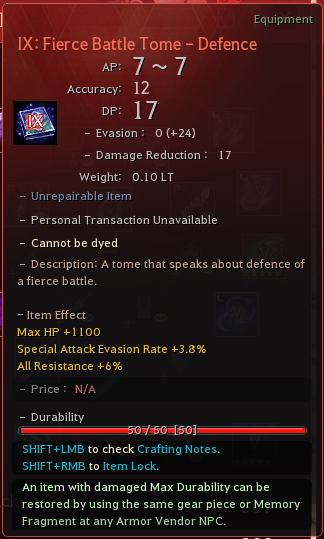 Equipment
IX: Fierce Battle Tome - Defence
AP: 7 ~ 7
Accuracy: 12
DP: 17
IX
- Evasion : 0 (+24)
- Damage Reduction : 17
Weight: 0.10 LT
- Unrepairable Item
- Personal Transaction Unavailable
- Cannot be dyed
- Description: A tome that speaks about defence of
a fierce battle.
- Item Effect
Max HP +1100
Special Attack Evasion Rate +3.8%
All Resistance +6%
- Price : N/A
- Durability
50 / 50 [50]
SHIFT+LMB to check Crafting Notes.
SHIFT+RMB to Item Lock.
An item with damaged Max Durability can be
restored by using the same gear piece or Memory
Fragment at any Armor Vendor NPC.